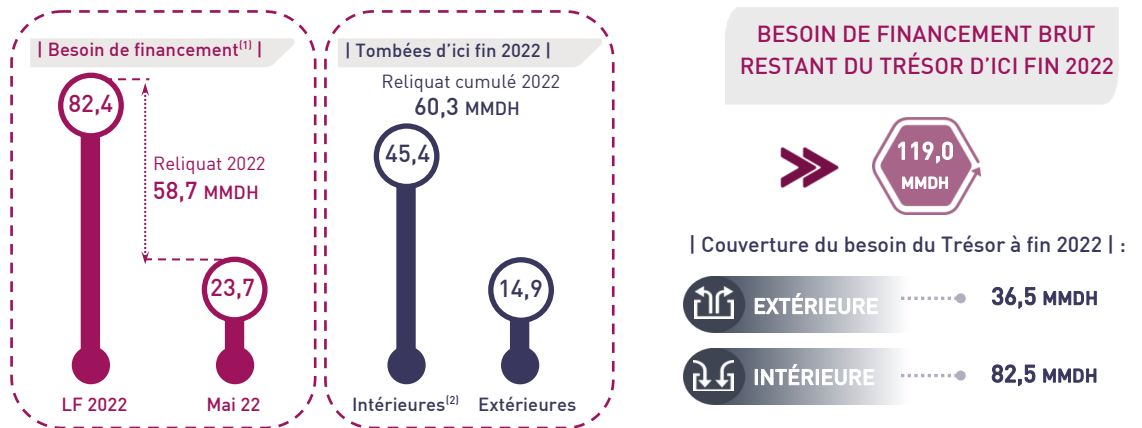 | Besoin de financement(1) |
82,4
Reliquat 2022
58,7 MMDH
23,7
LF 2022
Mai 22
| Tombées d'ici fin 2022 |
Reliquat cumulé 2022
60,3 MMDH
45,4
14,9
Intérieures(2)
Extérieures
BESOIN DE FINANCEMENT BRUT
RESTANT DU TRÉSOR D'ICI FIN 2022
119,0
MMDH
| Couverture du besoin du Trésor à fin 2022 | :
EXTÉRIEURE
36,5 MMDH
INTÉRIEURE
82,5 MMDH